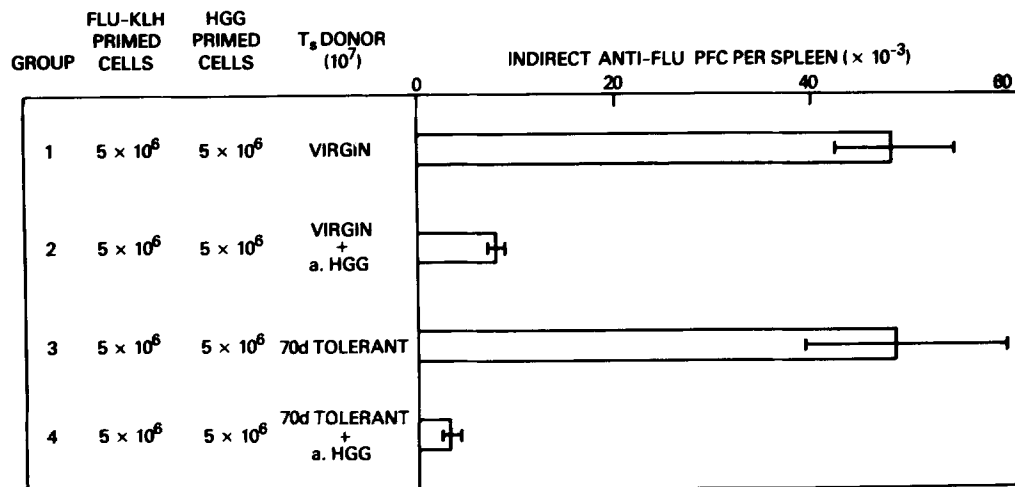 GROUP
FLU-KLH
PRIMED
CELLS
HGG
PRIMED
CELLS
Ts DONOR
(10^7)
INDIRECT ANTI-FLU PFC PER SPLEEN (× 10^-3)
0 20 40 60
1 5 × 10^6 5 × 10^6 VIRGIN
2 5 × 10^6 5 × 10^6 VIRGIN
+
a. HGG
3 5 × 10^6 5 × 10^6 70d TOLERANT
4 5 × 10^6 5 × 10^6 70d TOLERANT
+
a. HGG